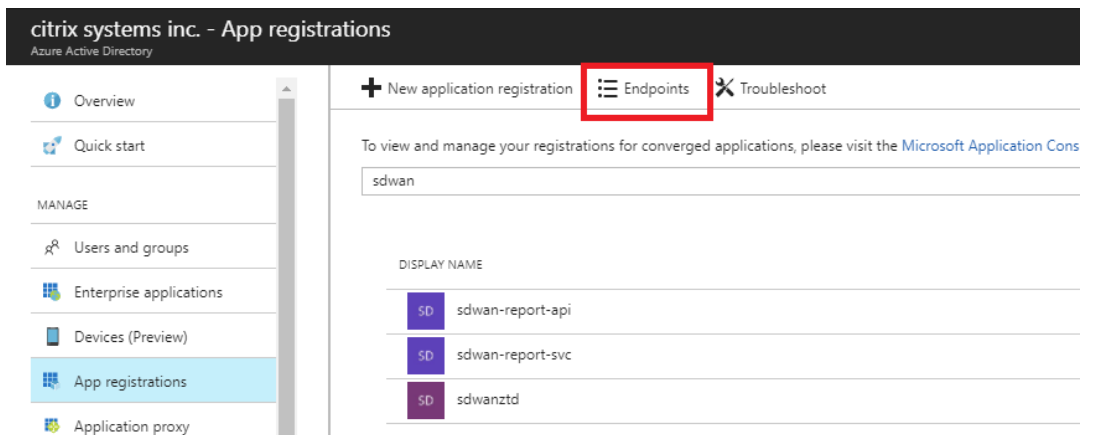 citrix systems inc. - App registrations
Azure Active Directory
Overview
Quick start
MANAGE
Users and groups
Enterprise applications
Devices (Preview)
App registrations
Application proxy
New application registration Endpoints Troubleshoot
To view and manage your registrations for converged applications, please visit the Microsoft Application Cons
sdwan
DISPLAY NAME
SD sdwan-report-api
SD sdwan-report-svc
SD sdwanztd